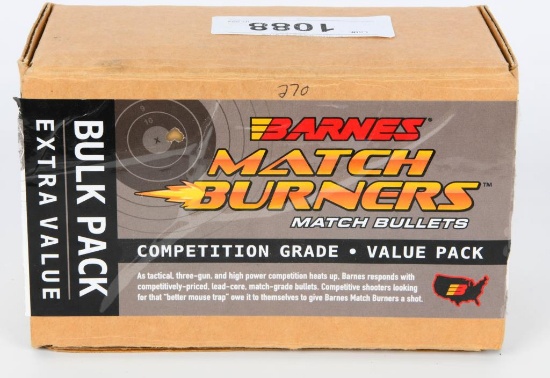 1088
270
BULK PACK
EXTRA VALUE
BARNES
MATCH
BURNERS™
MATCH BULLETS
COMPETITION GRADE • VALUE PACK
As tactical, three-gun, and high power competition heats up, Barnes responds with
competitively-priced, lead-core, match-grade bullets. Competitive shooters looking
for that "better mouse trap" owe it to themselves to give Barnes Match Burners a shot.